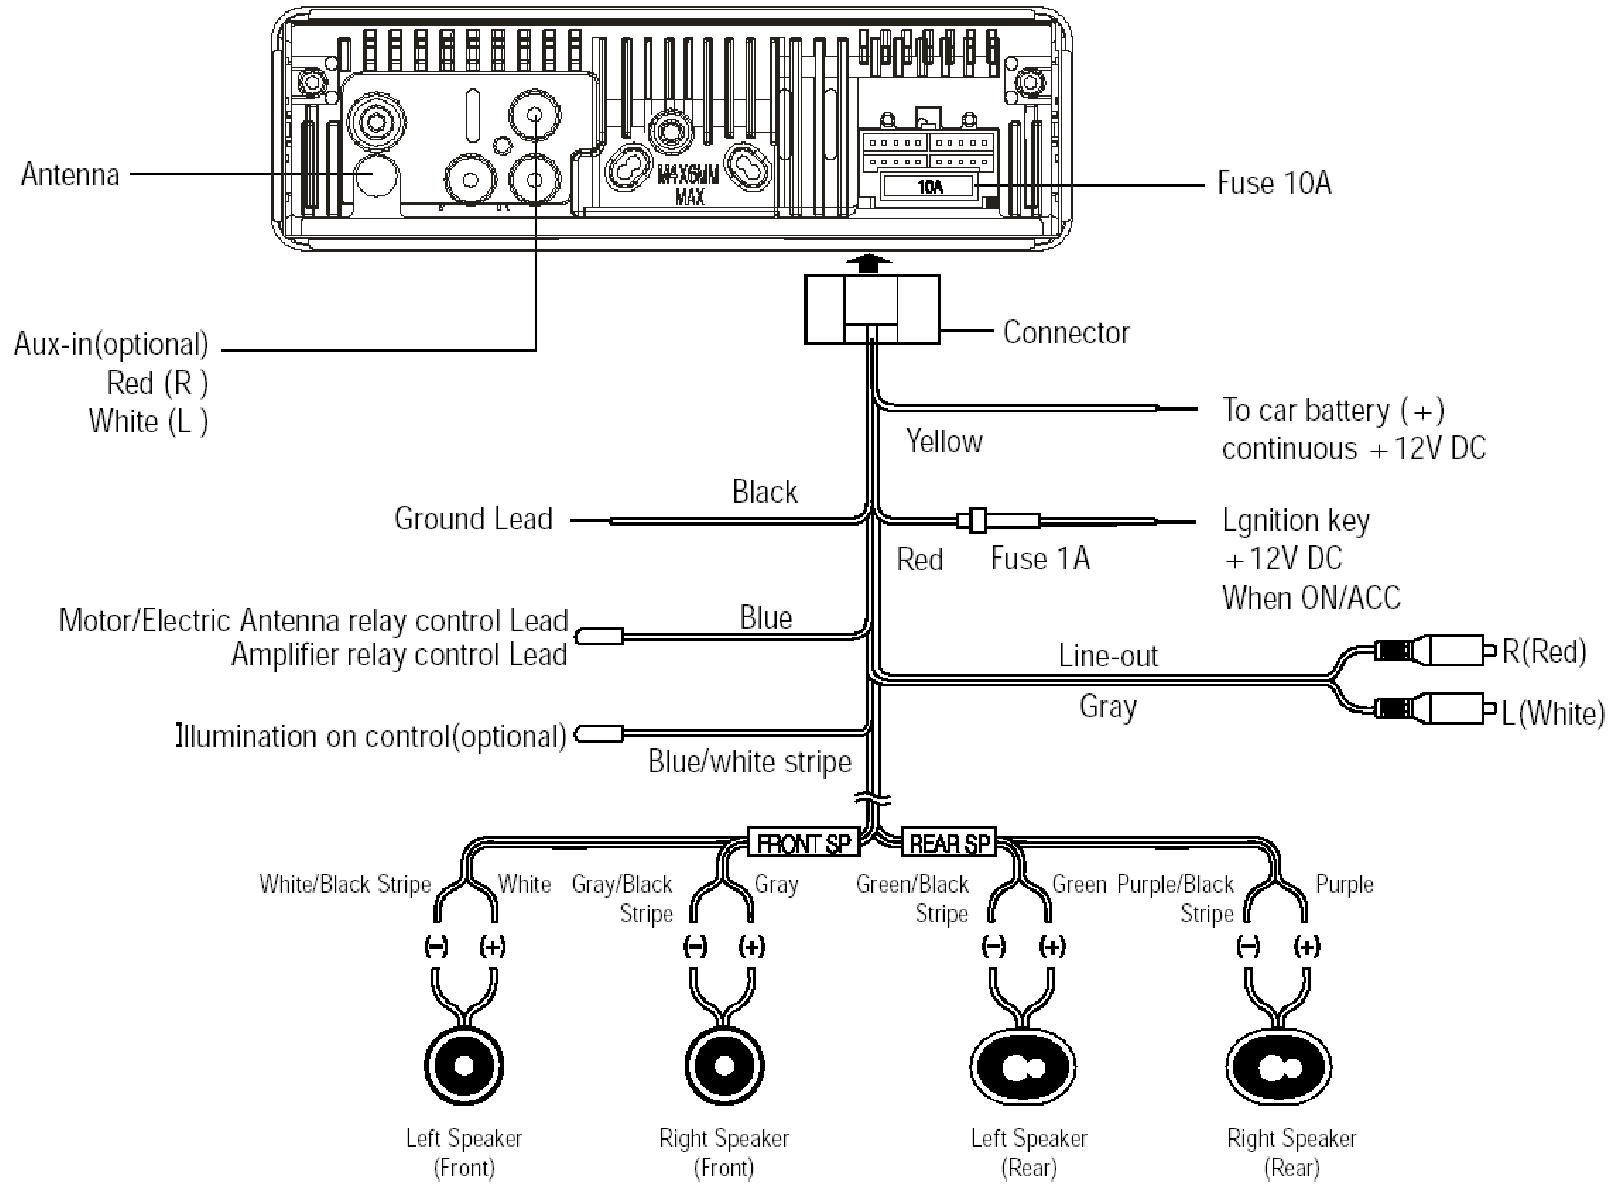 M4X5MM
MAX
10A
Antenna
Fuse 10A
Aux-in(optional)
Red (R )
White (L )
Connector
To car battery (+)
continuous +12V DC
Yellow
Black
Ground Lead
Red
Fuse 1A
Lgnition key
+12V DC
When ON/ACC
Blue
Motor/Electric Antenna relay control Lead
Amplifier relay control Lead
Line-out
Gray
R(Red)
L(White)
Illumination on control(optional)
Blue/white stripe
FRONT SP
REAR SP
White/Black Stripe
White
Gray/Black
Stripe
Gray
Green/Black
Stripe
Green
Purple/Black
Stripe
Purple
(−)
(+)
(−)
(+)
(−)
(+)
(−)
(+)
Left Speaker
(Front)
Right Speaker
(Front)
Left Speaker
(Rear)
Right Speaker
(Rear)